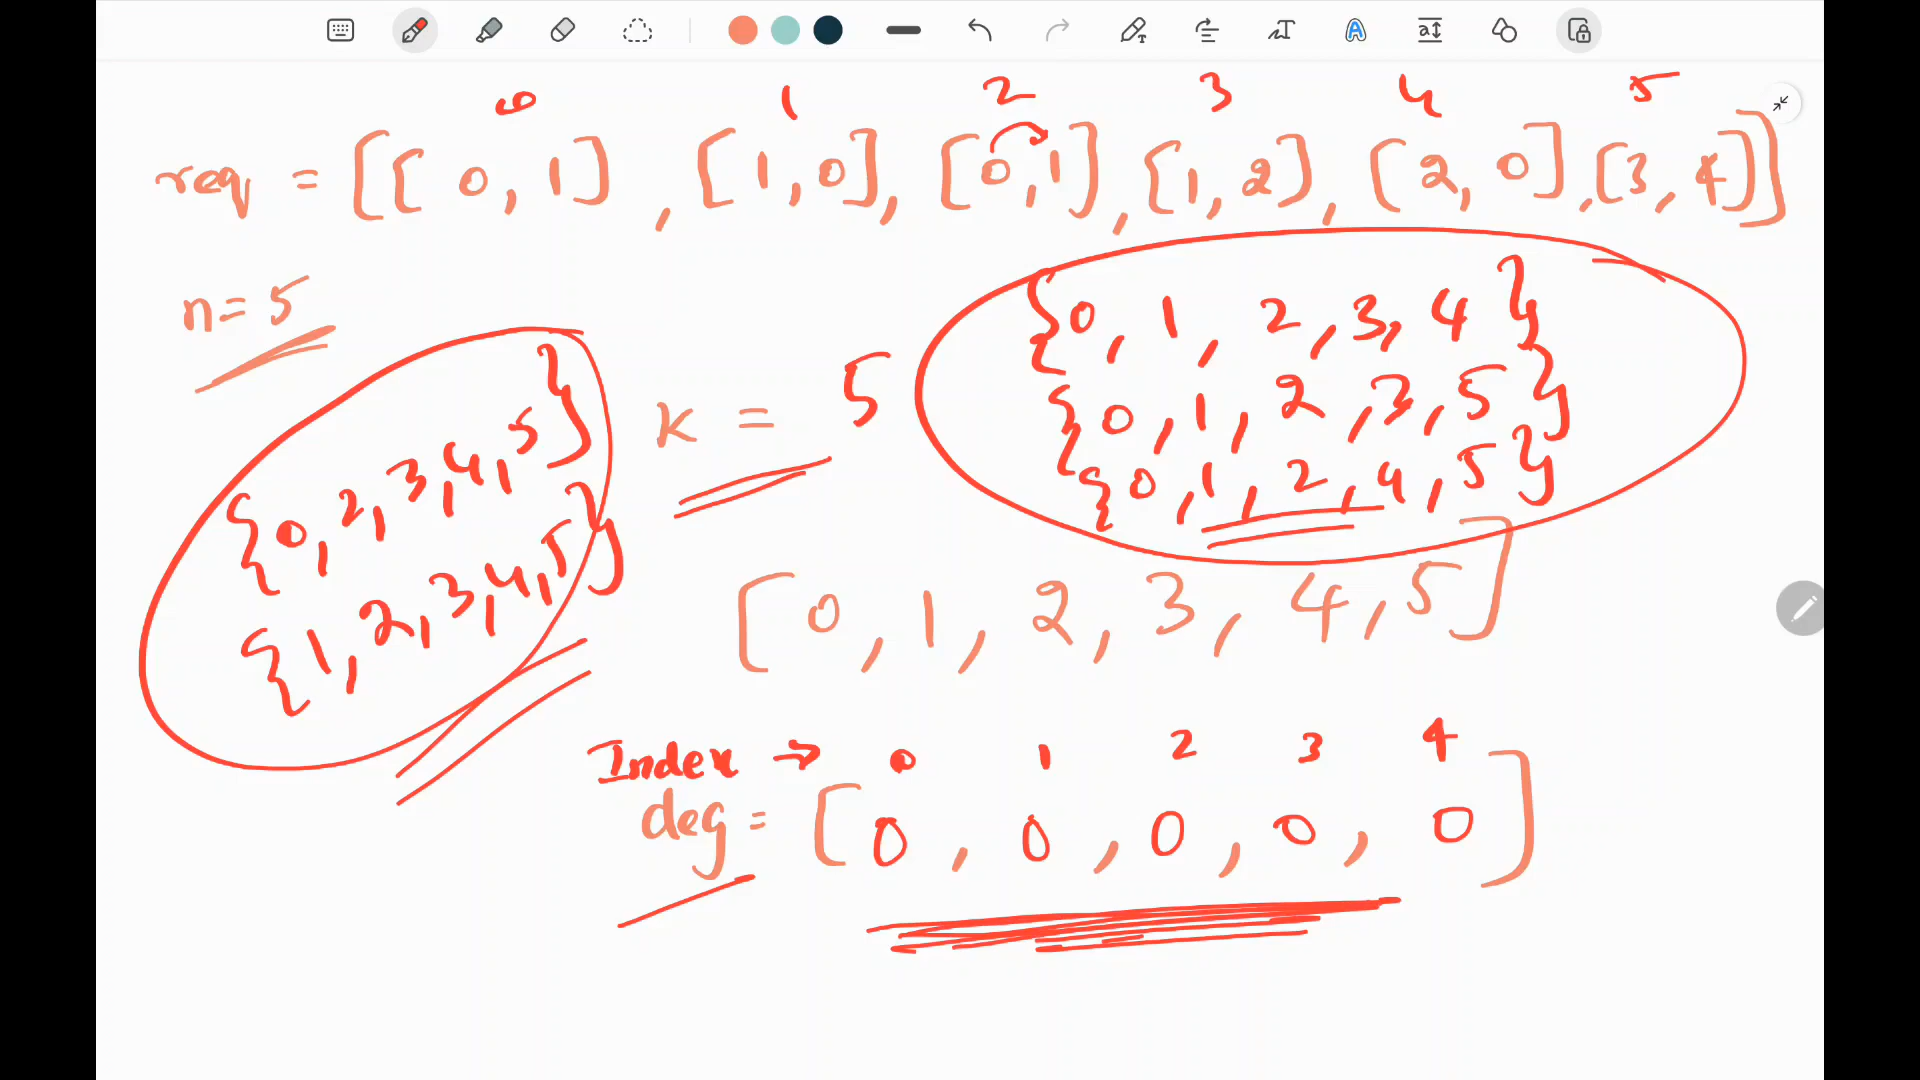 0 1 2 3 4 5
req = [[0, 1], [1, 0], [0, 1], [1, 2], [2, 0], [3, 4]]
n = 5
{0, 1, 2, 3, 4}
k = 5
{0, 1, 2, 3, 5}
{0, 1, 2, 4, 5}
{0, 2, 3, 4, 5}
{1, 2, 3, 4, 5}
[0, 1, 2, 3, 4, 5]
Index → 0 1 2 3 4
deg = [0, 0, 0, 0, 0]